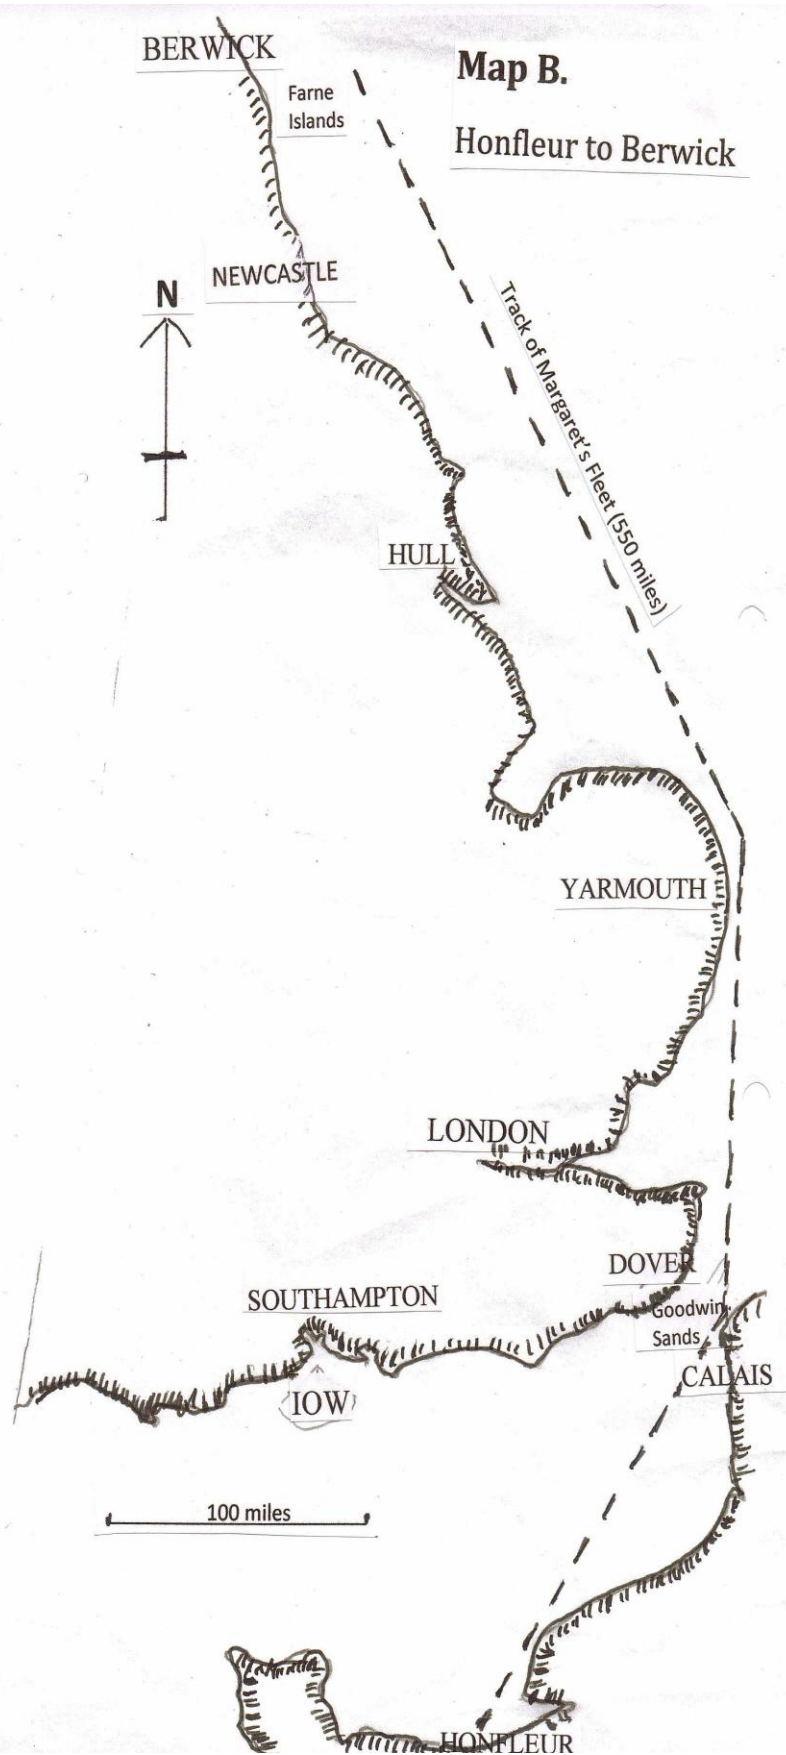 BERWICK
Map B.
Farne
Islands
Honfleur to Berwick
NEWCASTLE
N
Track of Margaret's Fleet (550 miles)
HULL
YARMOUTH
LONDON
DOVER
SOUTHAMPTON
Goodwin
Sands
CALAIS
IOW
100 miles
HONFLEUR